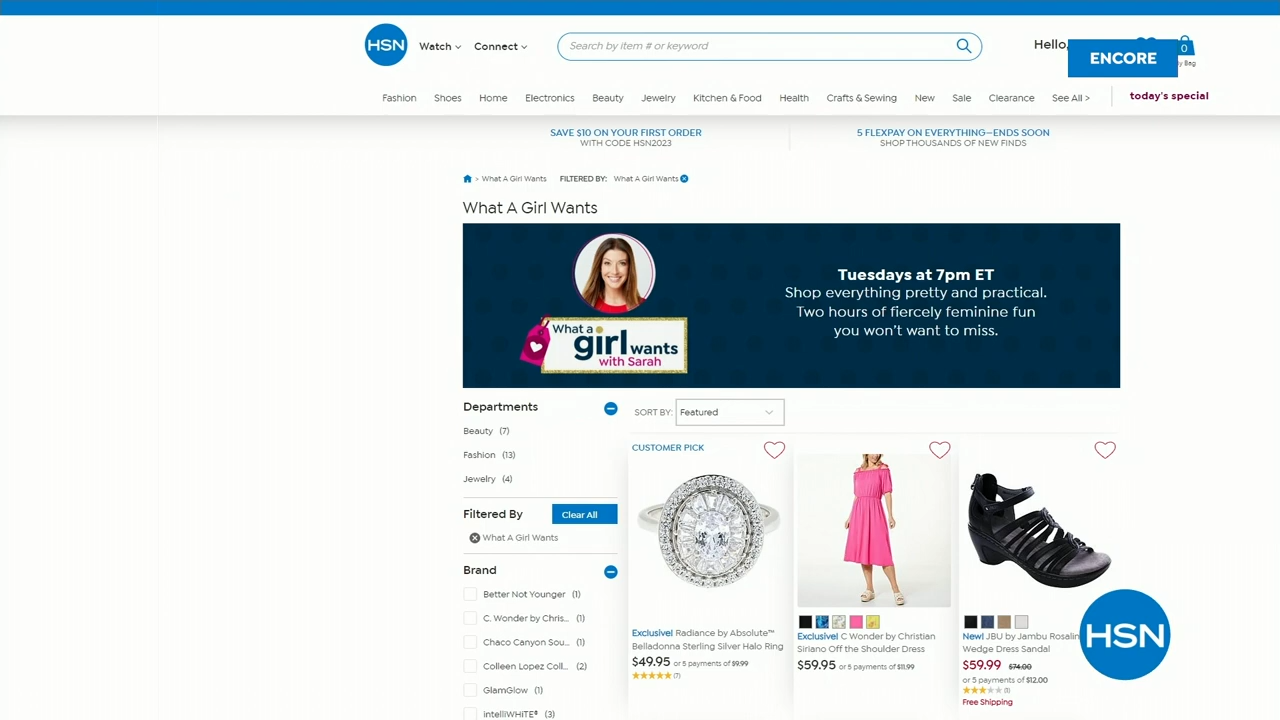 HSN
Watch
Connect
Search by item # or keyword
Hello,
ENCORE
0
Bag
Fashion
Shoes
Home
Electronics
Beauty
Jewelry
Kitchen & Food
Health
Crafts & Sewing
New
Sale
Clearance
See All >
today's special
SAVE $10 ON YOUR FIRST ORDER
WITH CODE HSN2023
5 FLEXPAY ON EVERYTHING—ENDS SOON
SHOP THOUSANDS OF NEW FINDS
> What A Girl Wants
FILTERED BY: What A Girl Wants
What A Girl Wants
What a
girl wants
with Sarah
Tuesdays at 7pm ET
Shop everything pretty and practical.
Two hours of fiercely feminine fun
you won't want to miss.
Departments
Beauty (7)
Fashion (13)
Jewelry (4)
Filtered By
Clear All
What A Girl Wants
Brand
Better Not Younger (1)
C. Wonder by Chris... (1)
Chaco Canyon Sou... (1)
Colleen Lopez Coll... (2)
GlamGlow (1)
intelliWHiTE® (3)
SORT BY: Featured
CUSTOMER PICK
Exclusive! Radiance by Absolute™
Belladonna Sterling Silver Halo Ring
$49.95 or 5 payments of $9.99
(7)
Exclusive! C Wonder by Christian
Siriano Off the Shoulder Dress
$59.95 or 5 payments of $11.99
New! JBU by Jambu Rosalin
Wedge Dress Sandal
$59.99 $74.00
or 5 payments of $12.00
Free Shipping
HSN